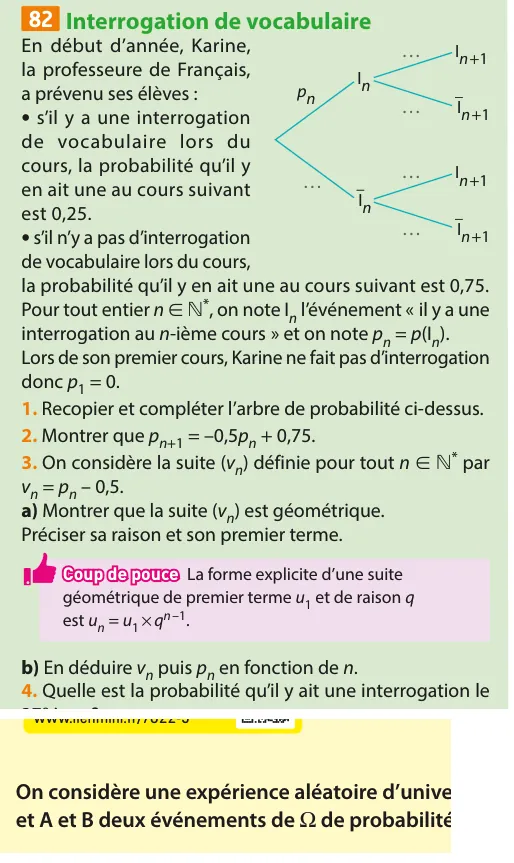 82 Interrogation de vocabulaire
En début d'année, Karine,
la professeure de Français,
a prévenu ses élèves :
• s'il y a une interrogation
de vocabulaire lors du
cours, la probabilité qu'il y
en ait une au cours suivant
est 0,25.
• s'il n'y a pas d'interrogation
de vocabulaire lors du cours,
la probabilité qu'il y en ait une au cours suivant est 0,75.
pₙ
...
Iₙ
I̅ₙ
...
Iₙ₊₁
...
I̅ₙ₊₁
...
Iₙ₊₁
...
I̅ₙ₊₁
Pour tout entier n ∈ ℕ*, on note Iₙ l'événement « il y a une
interrogation au n-ième cours » et on note pₙ = p(Iₙ).
Lors de son premier cours, Karine ne fait pas d'interrogation
donc p₁ = 0.
1. Recopier et compléter l'arbre de probabilité ci-dessus.
2. Montrer que pₙ₊₁ = –0,5pₙ + 0,75.
3. On considère la suite (vₙ) définie pour tout n ∈ ℕ* par
vₙ = pₙ – 0,5.
a) Montrer que la suite (vₙ) est géométrique.
Préciser sa raison et son premier terme.
Coup de pouce La forme explicite d'une suite
géométrique de premier terme u₁ et de raison q
est uₙ = u₁ × qⁿ⁻¹.
b) En déduire vₙ puis pₙ en fonction de n.
4. Quelle est la probabilité qu'il y ait une interrogation le
On considère une expérience aléatoire d'unive
et A et B deux événements de Ω de probabilité